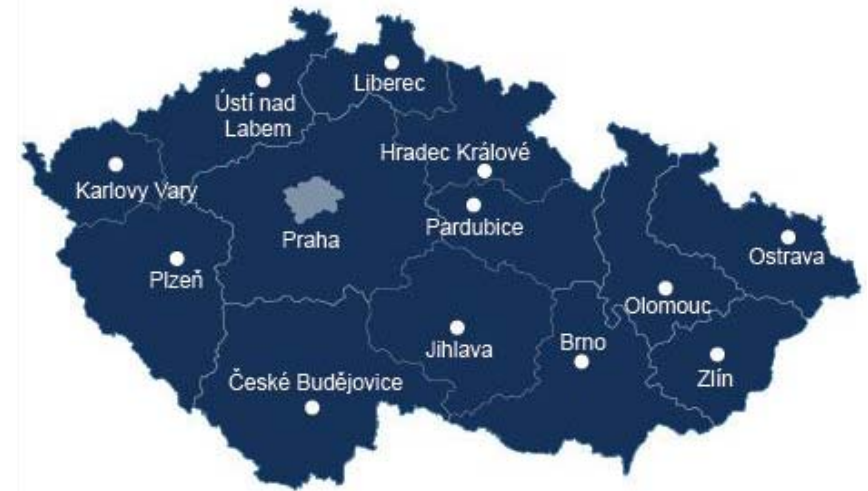 Liberec
Ústí nad
Labem
Hradec Králové
Karlovy Vary
Pardubice
Praha
Ostrava
Plzeň
Olomouc
Brno
Jihlava
Zlín
České Budějovice